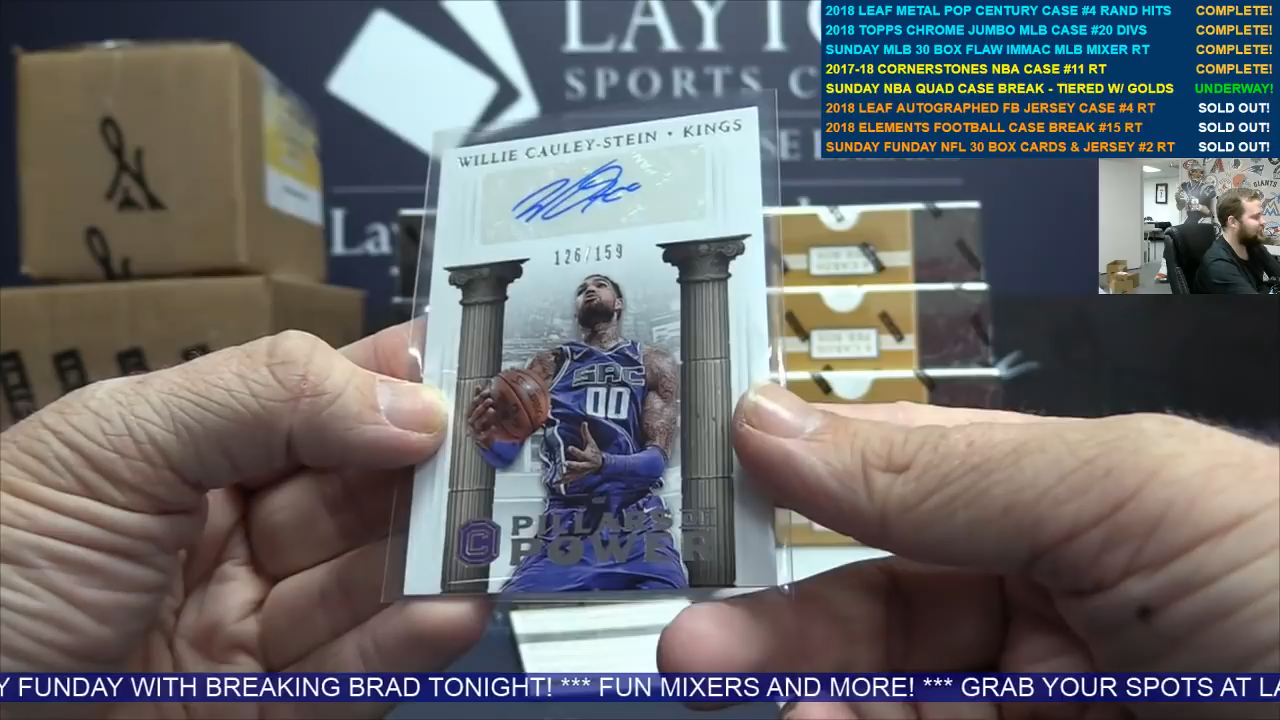 2018 LEAF METAL POP CENTURY CASE #4 RAND HITS COMPLETE!
2018 TOPPS CHROME JUMBO MLB CASE #20 DIVS COMPLETE!
SUNDAY MLB 30 BOX FLAW IMMAC MLB MIXER RT COMPLETE!
2017-18 CORNERSTONES NBA CASE #11 RT COMPLETE!
SUNDAY NBA QUAD CASE BREAK - TIERED W/ GOLDS UNDERWAY!
2018 LEAF AUTOGRAPHED FB JERSEY CASE #4 RT SOLD OUT!
2018 ELEMENTS FOOTBALL CASE BREAK #15 RT SOLD OUT!
SUNDAY FUNDAY NFL 30 BOX CARDS & JERSEY #2 RT SOLD OUT!
LAYTO
SPORTS C
Lay
GIANTS
WILLIE CAULEY-STEIN • KINGS
126/159
SAC
00
C
PILLARS OF
POWER
Y FUNDAY WITH BREAKING BRAD TONIGHT! *** FUN MIXERS AND MORE! *** GRAB YOUR SPOTS AT LA